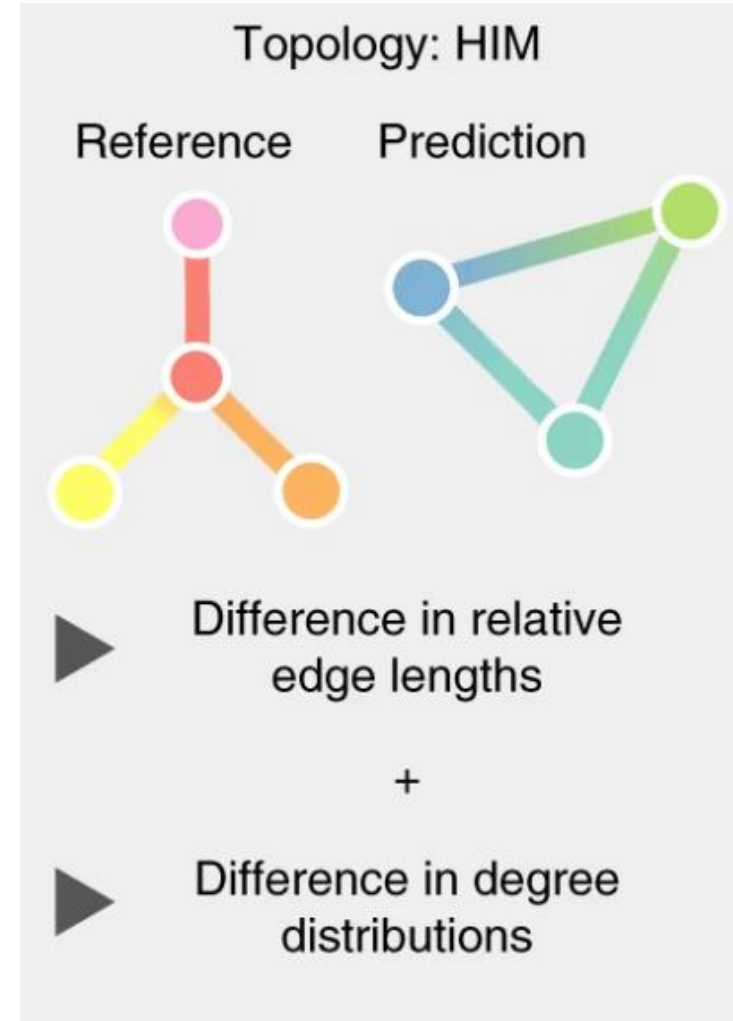 Topology: HIM
Reference Prediction
Difference in relative
edge lengths
+
Difference in degree
distributions